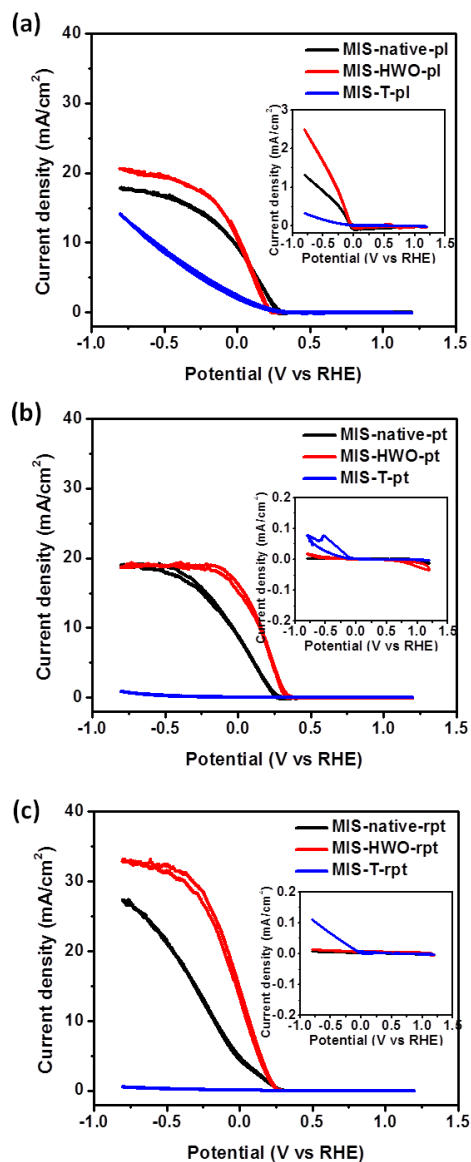 (a)
40
30
20
10
0
Current density (mA/cm²)
MIS-native-pl
MIS-HWO-pl
MIS-T-pl
3
2
1
0
Current density (mA/cm²)
-1.0 -0.5 0.0 0.5 1.0 1.5
Potential (V vs RHE)
-1.0 -0.5 0.0 0.5 1.0 1.5
Potential (V vs RHE)
(b)
40
30
20
10
0
Current density (mA/cm²)
MIS-native-pt
MIS-HWO-pt
MIS-T-pt
0.2
0.1
0.0
-0.1
-0.2
Current density (mA/cm²)
-1.0 -0.5 0.0 0.5 1.0 1.5
Potential (V vs RHE)
-1.0 -0.5 0.0 0.5 1.0 1.5
Potential (V vs RHE)
(c)
40
30
20
10
0
Current density (mA/cm²)
MIS-native-rpt
MIS-HWO-rpt
MIS-T-rpt
0.2
0.1
0.0
-0.1
-0.2
Current density (mA/cm²)
-1.0 -0.5 0.0 0.5 1.0 1.5
Potential (V vs RHE)
-1.0 -0.5 0.0 0.5 1.0 1.5
Potential (V vs RHE)